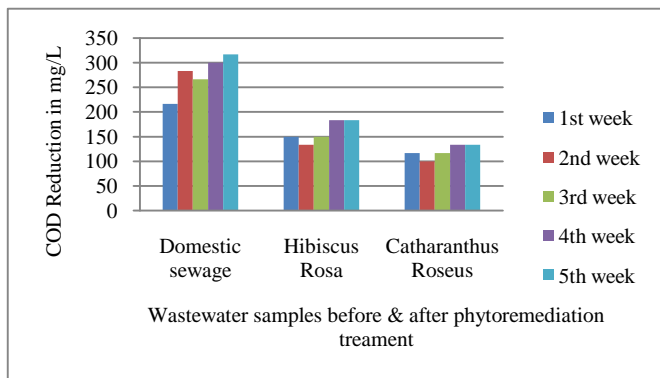 COD Reduction in mg/L
350
300
250
200
150
100
50
0
Domestic
sewage
Hibiscus
Rosa
Catharanthus
Roseus
Wastewater samples before & after phytoremediation
treament
1st week
2nd week
3rd week
4th week
5th week